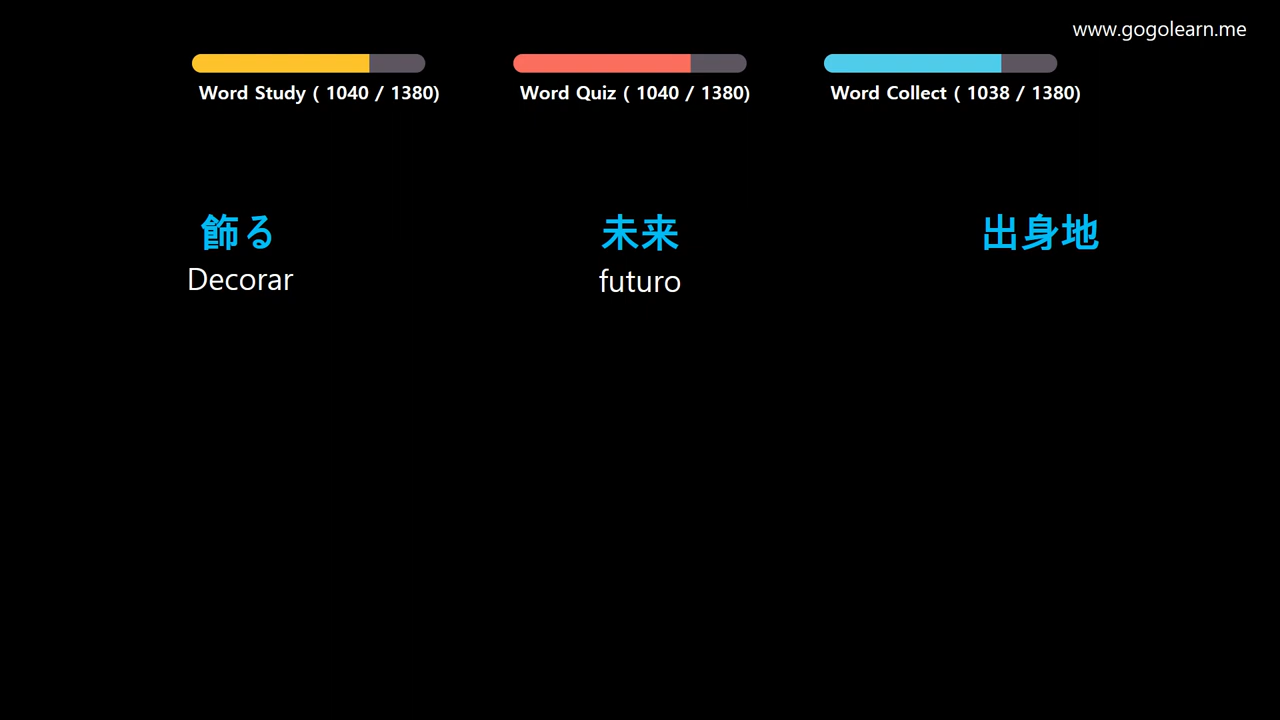 www.gogolearn.me
Word Study ( 1040 / 1380)
Word Quiz ( 1040 / 1380)
Word Collect ( 1038 / 1380)
飾る
Decorar
未来
futuro
出身地